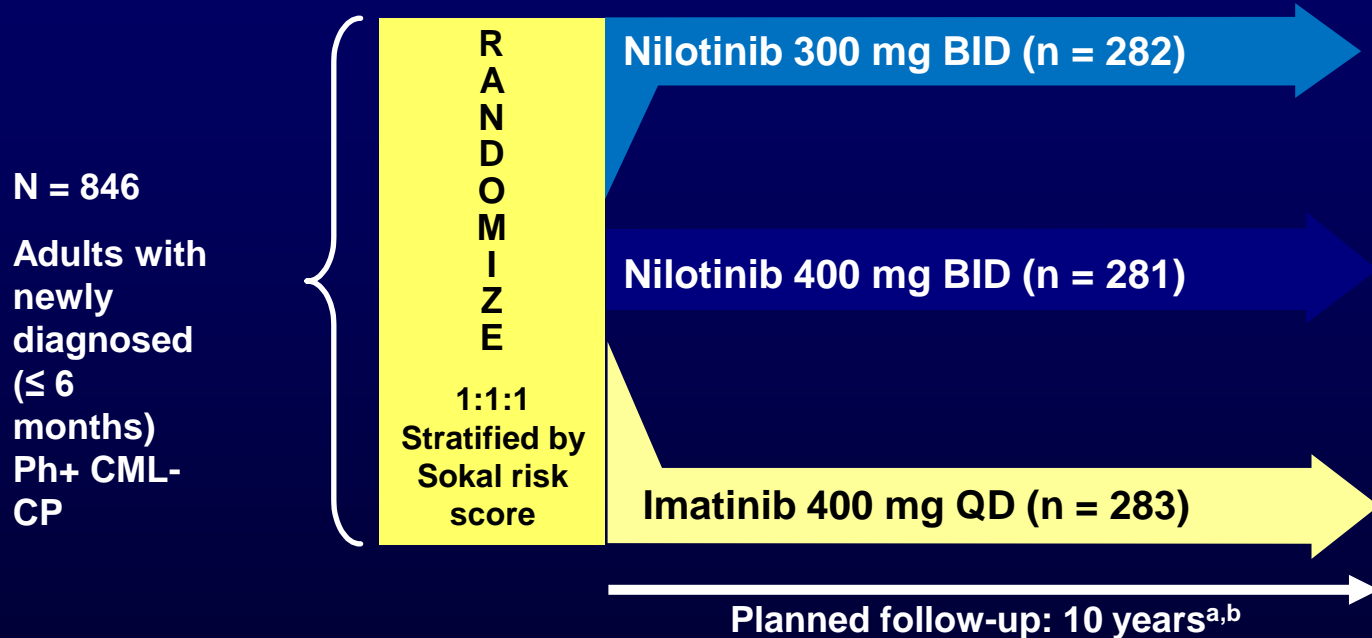 N = 846
Adults with
newly
diagnosed
(≤ 6
months)
Ph+ CML-
CP
R
A
N
D
O
M
I
Z
E
1:1:1
Stratified by
Sokal risk
score
Nilotinib 300 mg BID (n = 282)
Nilotinib 400 mg BID (n = 281)
Imatinib 400 mg QD (n = 283)
Planned follow-up: 10 years^a,b